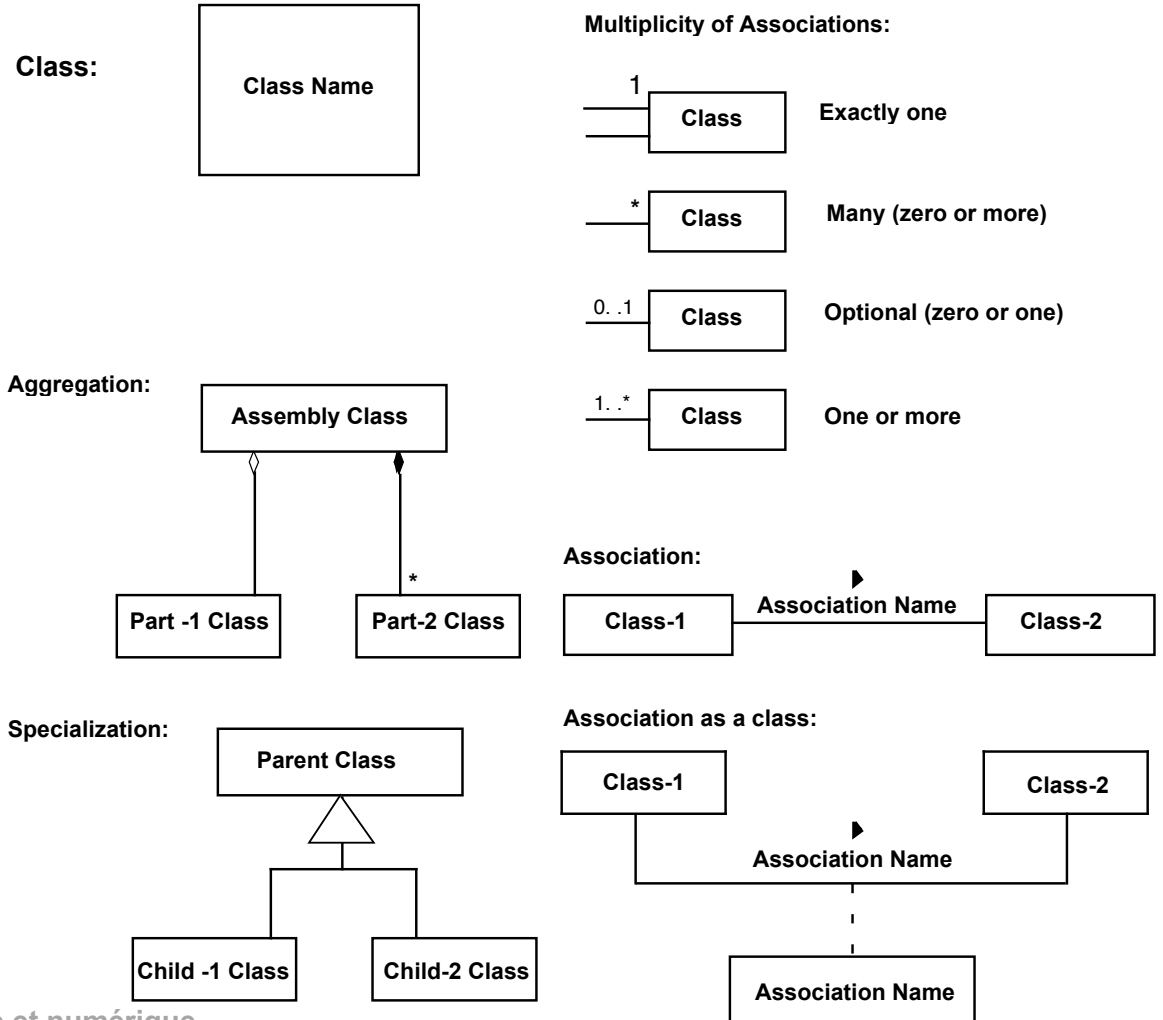 Class:
Class Name
Multiplicity of Associations:
1
Class
Exactly one
*
Class
Many (zero or more)
0. .1
Class
Optional (zero or one)
1. .*
Class
One or more
Aggregation:
Assembly Class
*
Part -1 Class
Part-2 Class
Association:
Class-1
Association Name
Class-2
Specialization:
Parent Class
Child -1 Class
Child-2 Class
Association as a class:
Class-1
Class-2
Association Name
Association Name
et numérique